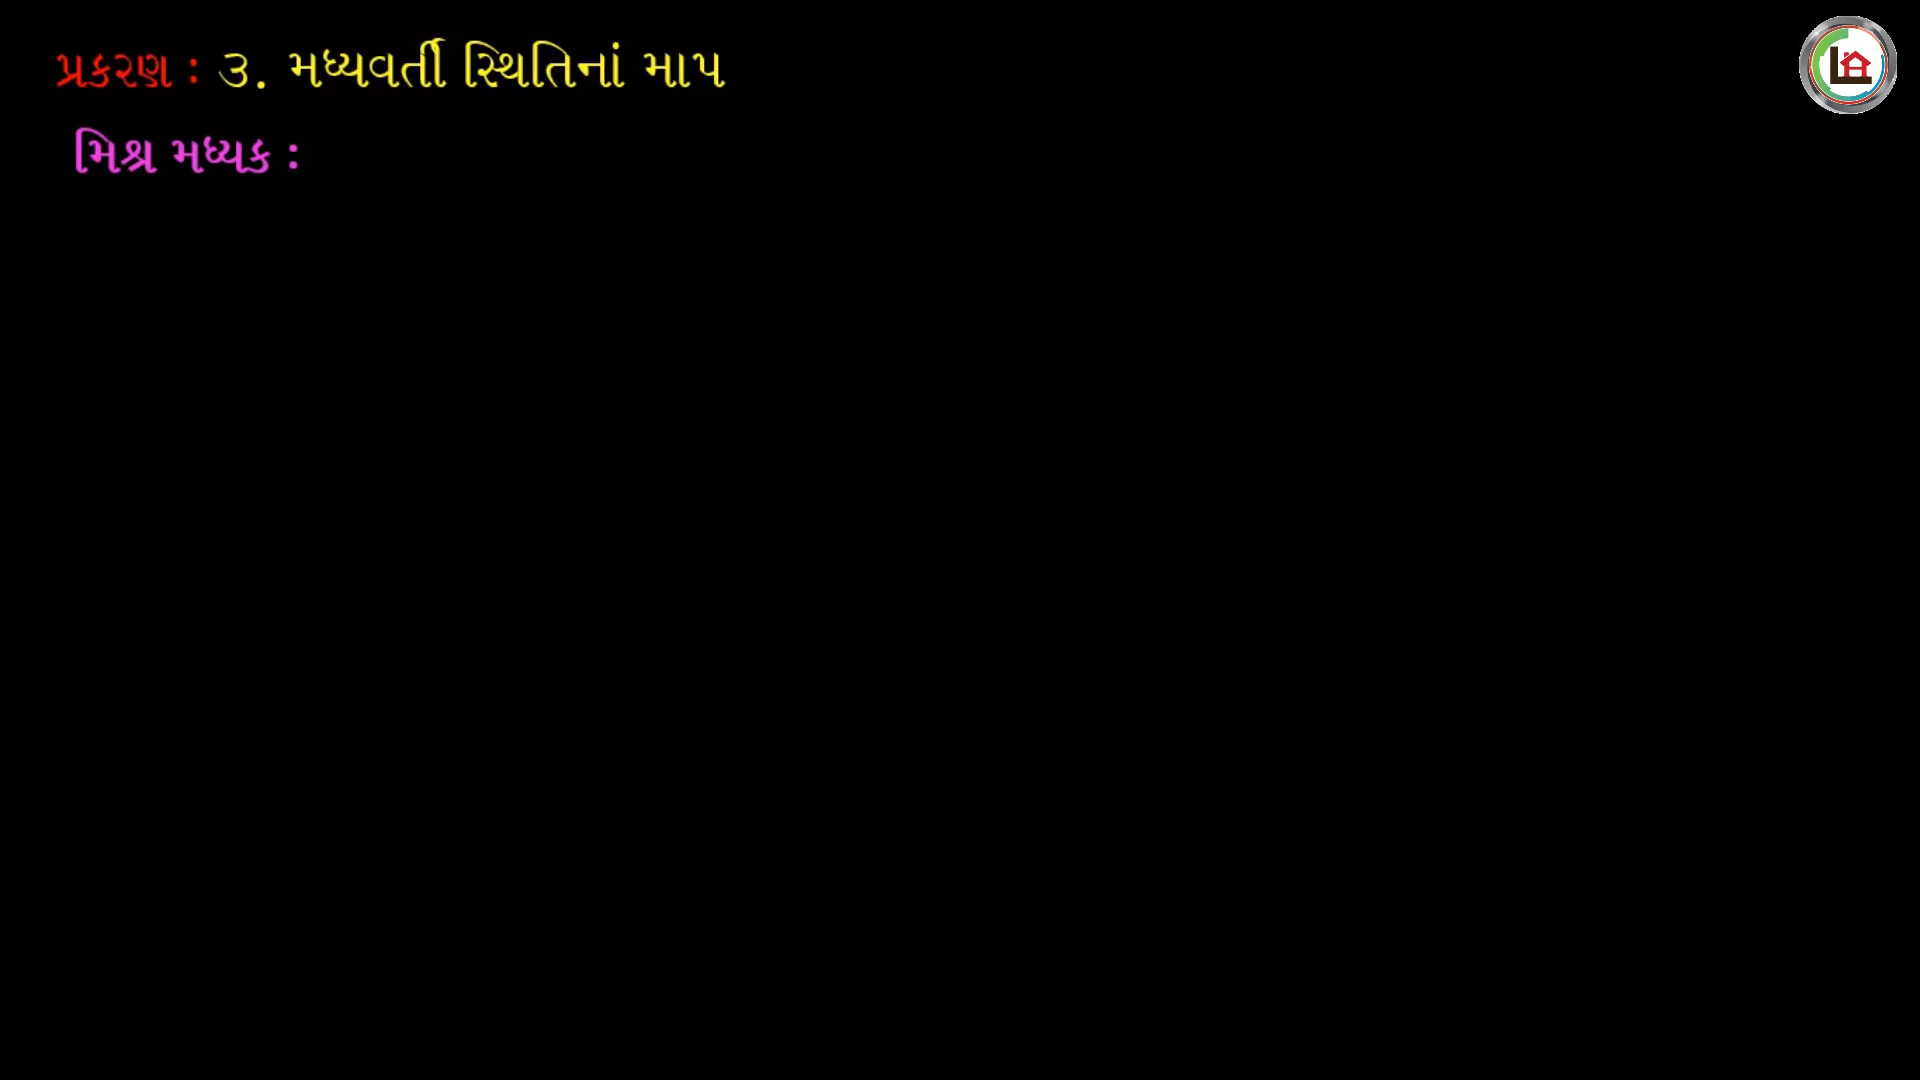 પ્રકરણ : ૩. મધ્યવર્તી સ્થિતિનાં માપ
મિશ્ર મધ્યક :